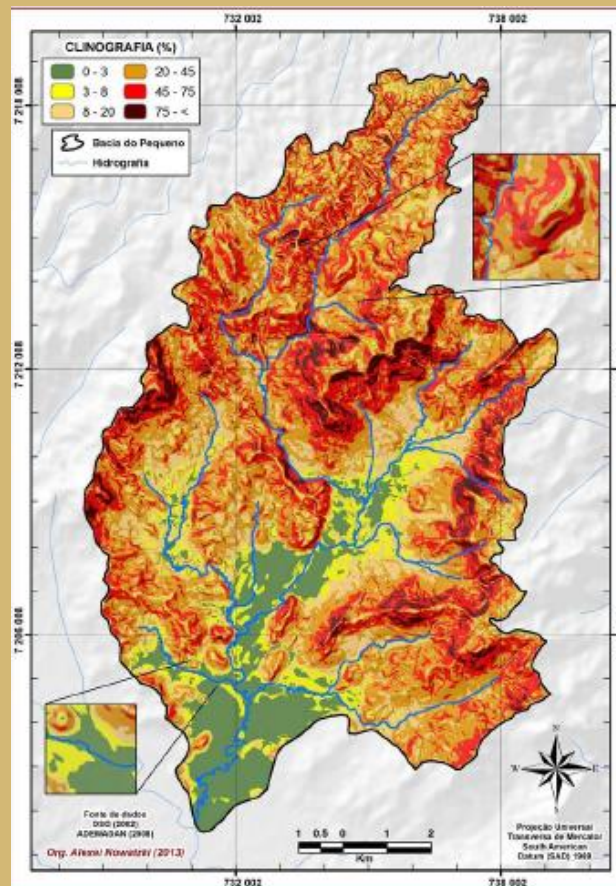 732 002
738 002
CLINOGRAFIA (%)
0 - 3
20 - 45
3 - 8
45 - 75
8 - 20
75 - <
Bacia do Pequeno
Hidrografia
7 218 008
7 212 008
7 206 008
Fonte de dados
DSG (2002)
ADEMADAN (2008)
Org. Alexei Nowatzki (2013)
1 0.5 0 1 2
Km
N
W
E
S
Projeção Universal
Transversa de Mercator
South American
Datum (SAD) 1969
732 002
738 002